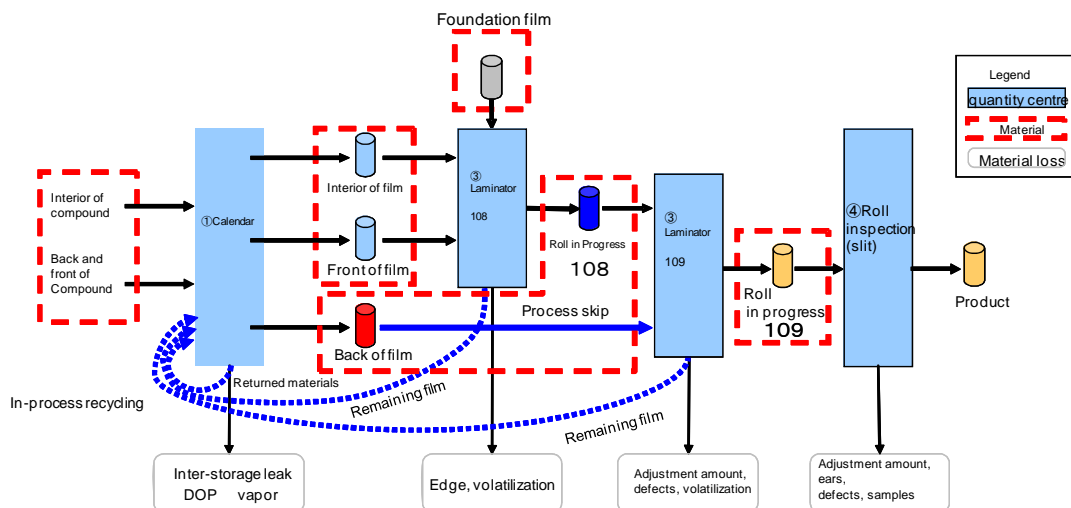 Foundation film
Legend
quantity centre
Material
Material loss
Interior of
compound
Back and
front of
Compound
①Calendar
Interior of film
Front of film
Back of film
③
Laminator
108
Roll in Progress
108
Process skip
③
Laminator
109
Roll
in progress
109
④Roll
inspection
(slit)
Product
In-process recycling
Returned materials
Remaining film
Remaining film
Inter-storage leak
DOP vapor
Edge, volatilization
Adjustment amount,
defects, volatilization
Adjustment amount,
ears,
defects, samples